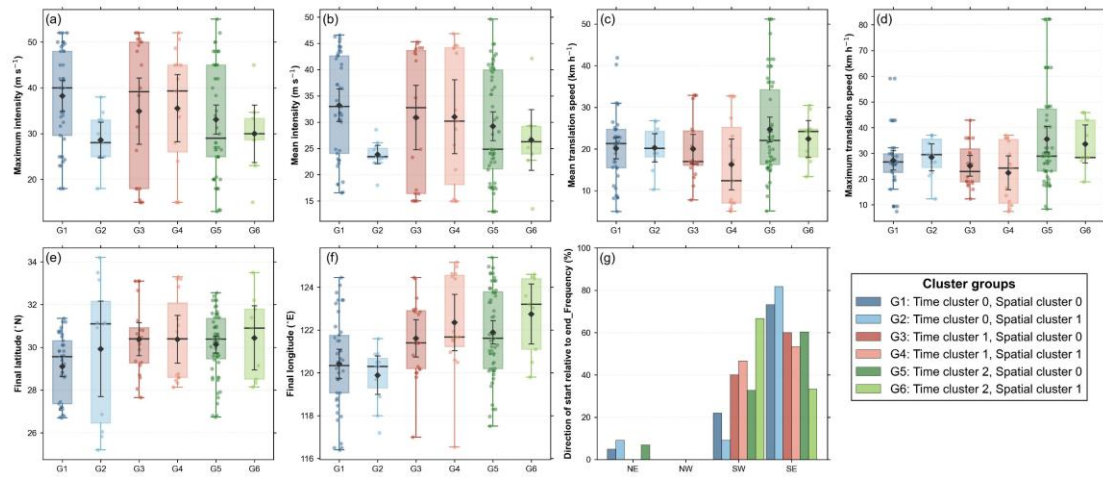 (a)
Maximum intensity (m s⁻¹)
50
40
30
20
G1 G2 G3 G4 G5 G6
(b)
Mean intensity (m s⁻¹)
50
45
40
35
30
25
20
15
G1 G2 G3 G4 G5 G6
(c)
Mean translation speed (km h⁻¹)
50
40
30
20
10
0
G1 G2 G3 G4 G5 G6
(d)
Maximum translation speed (km h⁻¹)
80
70
60
50
40
30
20
10
G1 G2 G3 G4 G5 G6
(e)
Final latitude (°N)
34
32
30
28
26
G1 G2 G3 G4 G5 G6
(f)
Final longitude (°E)
124
122
120
118
116
G1 G2 G3 G4 G5 G6
(g)
Direction of start relative to end_Frequency (%)
100
80
60
40
20
0
NE NW SW SE
Cluster groups
G1: Time cluster 0, Spatial cluster 0
G2: Time cluster 0, Spatial cluster 1
G3: Time cluster 1, Spatial cluster 0
G4: Time cluster 1, Spatial cluster 1
G5: Time cluster 2, Spatial cluster 0
G6: Time cluster 2, Spatial cluster 1